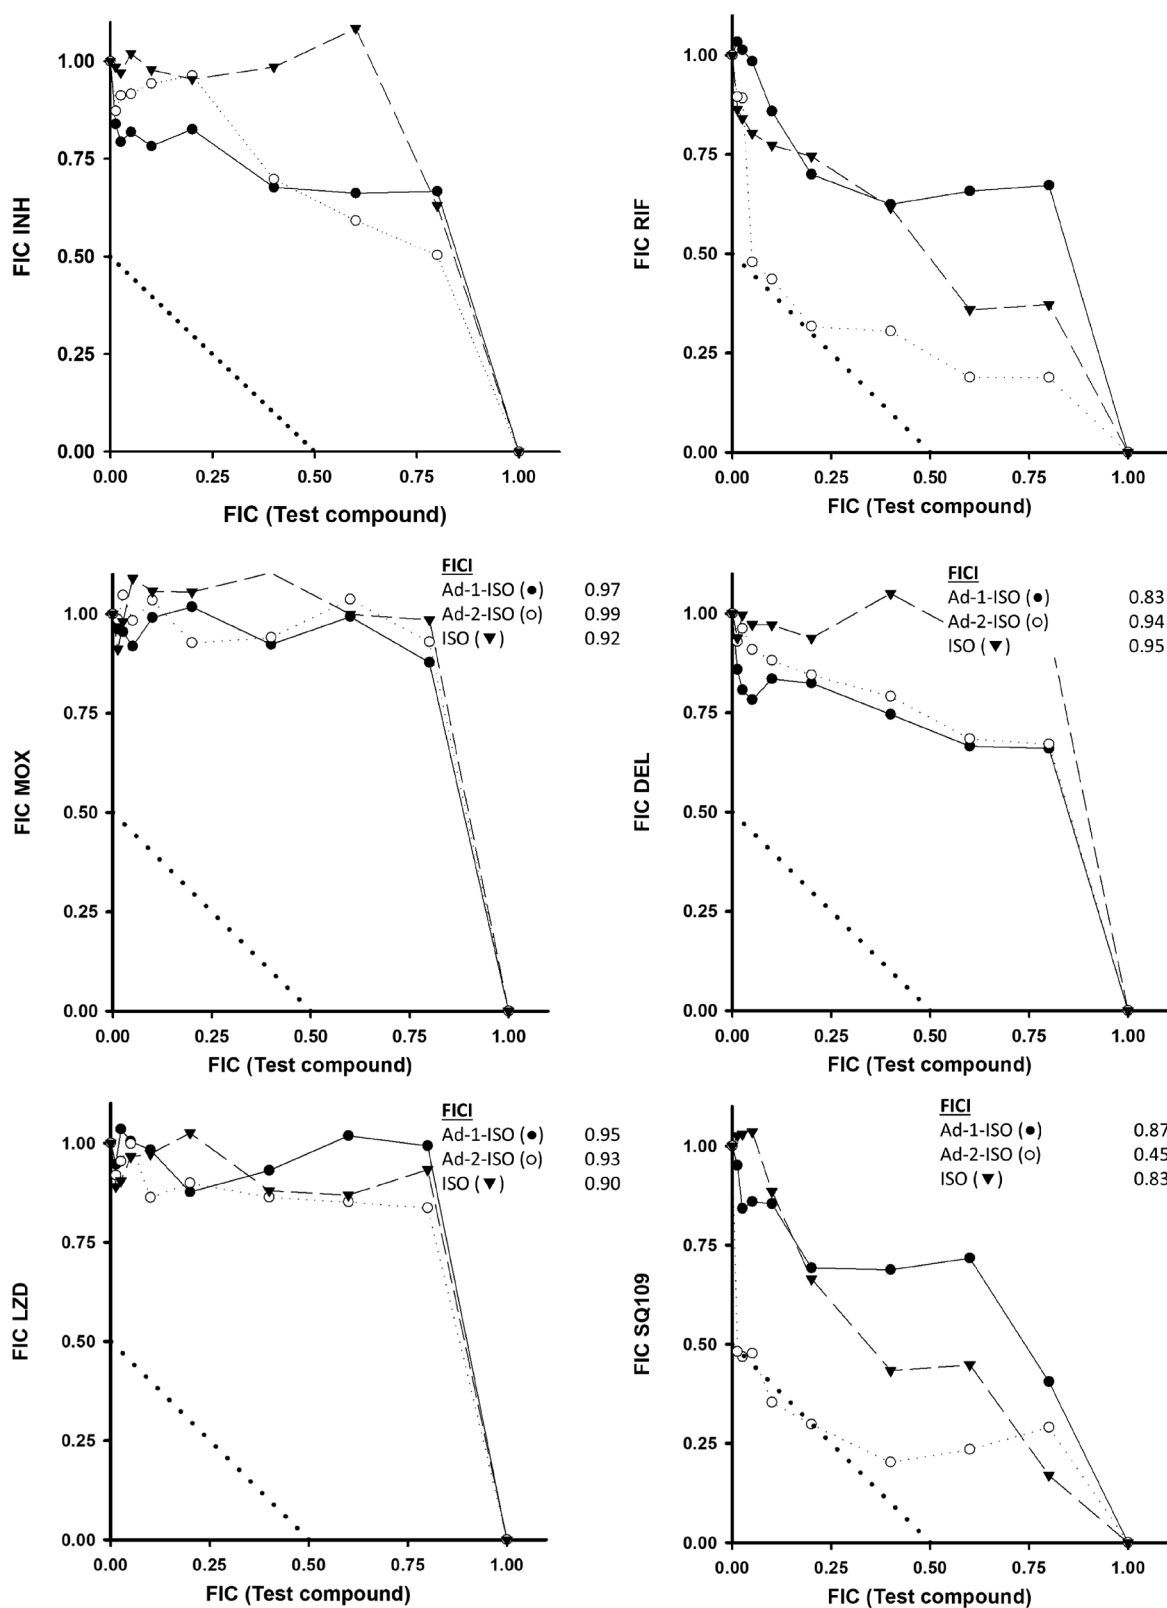 1.00
0.75
0.50
0.25
0.00
FIC INH
0.00 0.25 0.50 0.75 1.00
FIC (Test compound)
1.00
0.75
0.50
0.25
0.00
FIC RIF
0.00 0.25 0.50 0.75 1.00
FIC (Test compound)
FICI
Ad-1-ISO (●) 0.97
Ad-2-ISO (○) 0.99
ISO (▼) 0.92
1.00
0.75
0.50
0.25
0.00
FIC MOX
0.00 0.25 0.50 0.75 1.00
FIC (Test compound)
FICI
Ad-1-ISO (●) 0.83
Ad-2-ISO (○) 0.94
ISO (▼) 0.95
1.00
0.75
0.50
0.25
0.00
FIC DEL
0.00 0.25 0.50 0.75 1.00
FIC (Test compound)
FICI
Ad-1-ISO (●) 0.95
Ad-2-ISO (○) 0.93
ISO (▼) 0.90
1.00
0.75
0.50
0.25
0.00
FIC LZD
0.00 0.25 0.50 0.75 1.00
FIC (Test compound)
FICI
Ad-1-ISO (●) 0.87
Ad-2-ISO (○) 0.45
ISO (▼) 0.83
1.00
0.75
0.50
0.25
0.00
FIC SQ109
0.00 0.25 0.50 0.75 1.00
FIC (Test compound)